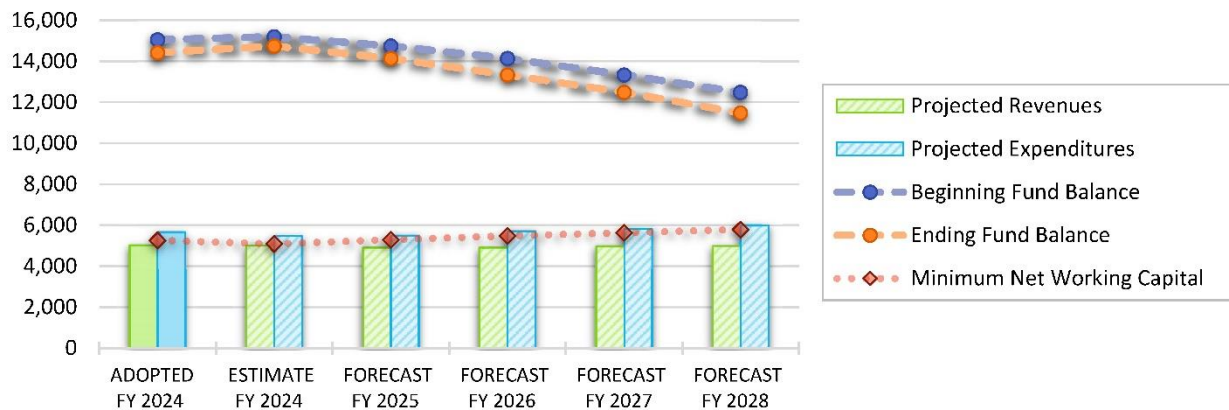 16,000
14,000
12,000
10,000
8,000
6,000
4,000
2,000
0
ADOPTED
FY 2024
ESTIMATE
FY 2024
FORECAST
FY 2025
FORECAST
FY 2026
FORECAST
FY 2027
FORECAST
FY 2028
Projected Revenues
Projected Expenditures
Beginning Fund Balance
Ending Fund Balance
Minimum Net Working Capital